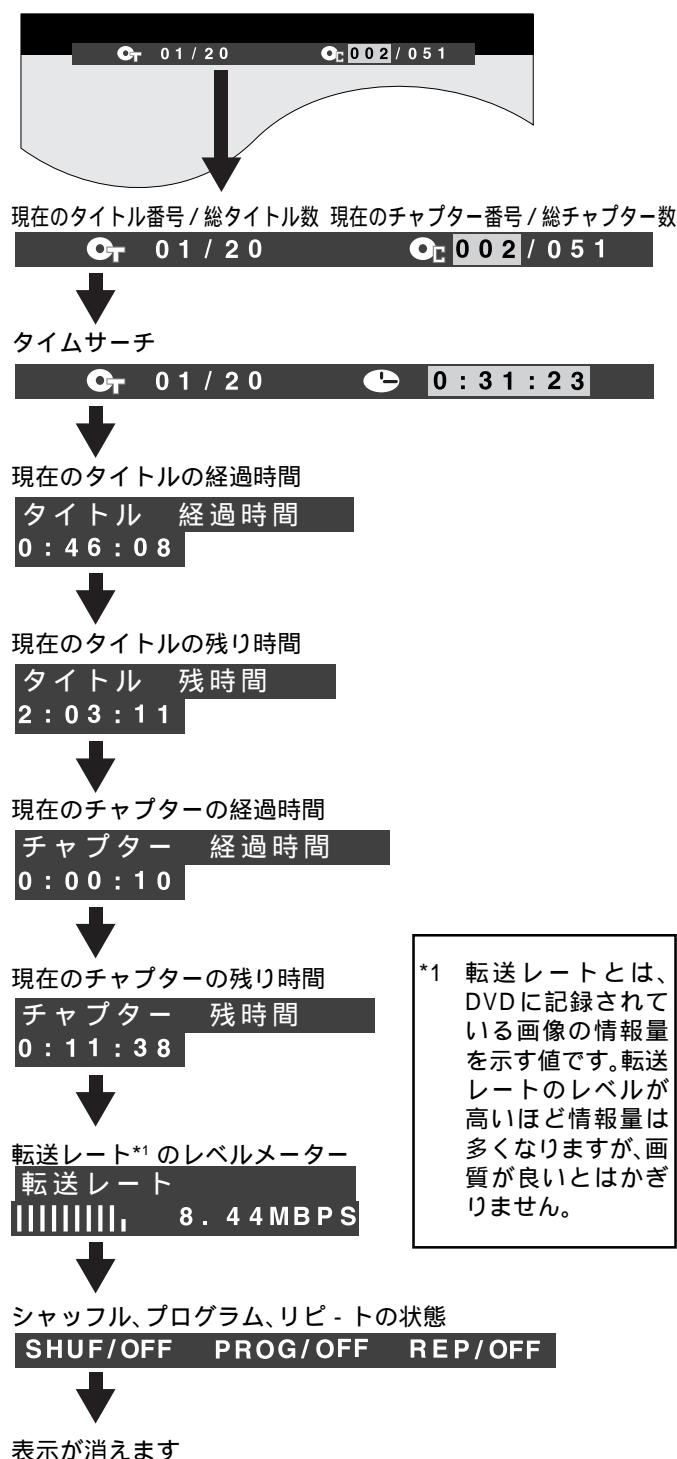 T 01/20 C 002/051
現在のタイトル番号/総タイトル数 現在のチャプター番号/総チャプター数
T 01/20 C 002/051
タイムサーチ
T 01/20 0:31:23
現在のタイトルの経過時間
タイトル 経過時間
0:46:08
現在のタイトルの残り時間
タイトル 残時間
2:03:11
現在のチャプターの経過時間
チャプター 経過時間
0:00:10
現在のチャプターの残り時間
チャプター 残時間
0:11:38
転送レート*1 のレベルメーター
転送レート
8.44MBPS
シャッフル、プログラム、リピ-トの状態
SHUF/OFF PROG/OFF REP/OFF
表示が消えます
*1 転送レートとは、
DVDに記録されて
いる画像の情報量
を示す値です。転送
レートのレベルが
高いほど情報量は
多くなりますが、画
質が良いとはかぎ
りません。